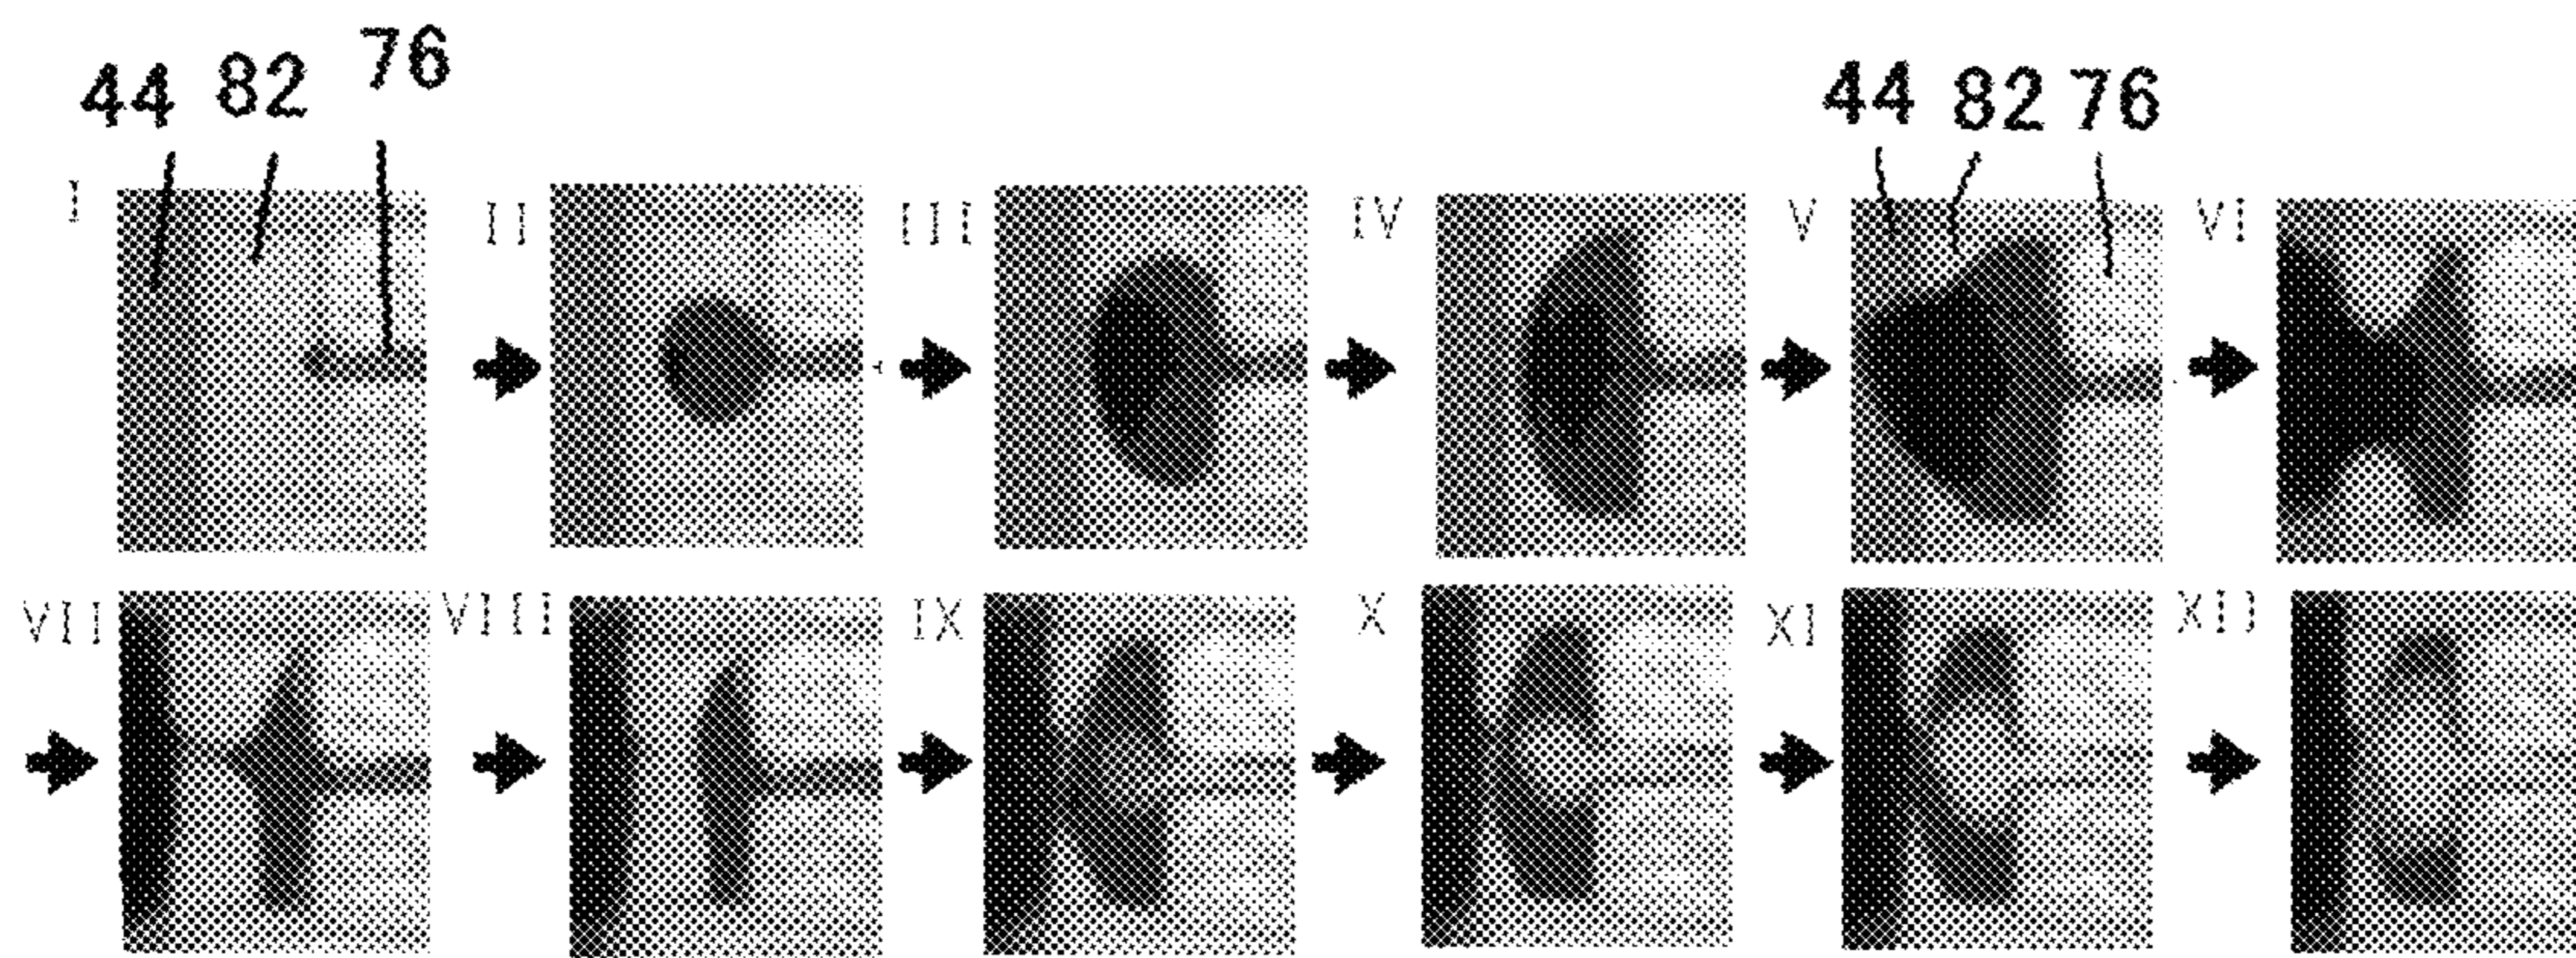 44 82 76
44 82 76
I II III IV V VI
VII VIII IX X XI XII